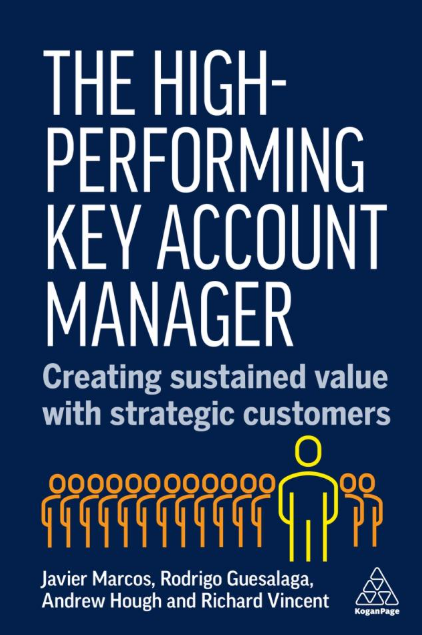 THE HIGH-
PERFORMING
KEY ACCOUNT
MANAGER
Creating sustained value
with strategic customers
Javier Marcos, Rodrigo Guesalaga,
Andrew Hough and Richard Vincent
KoganPage